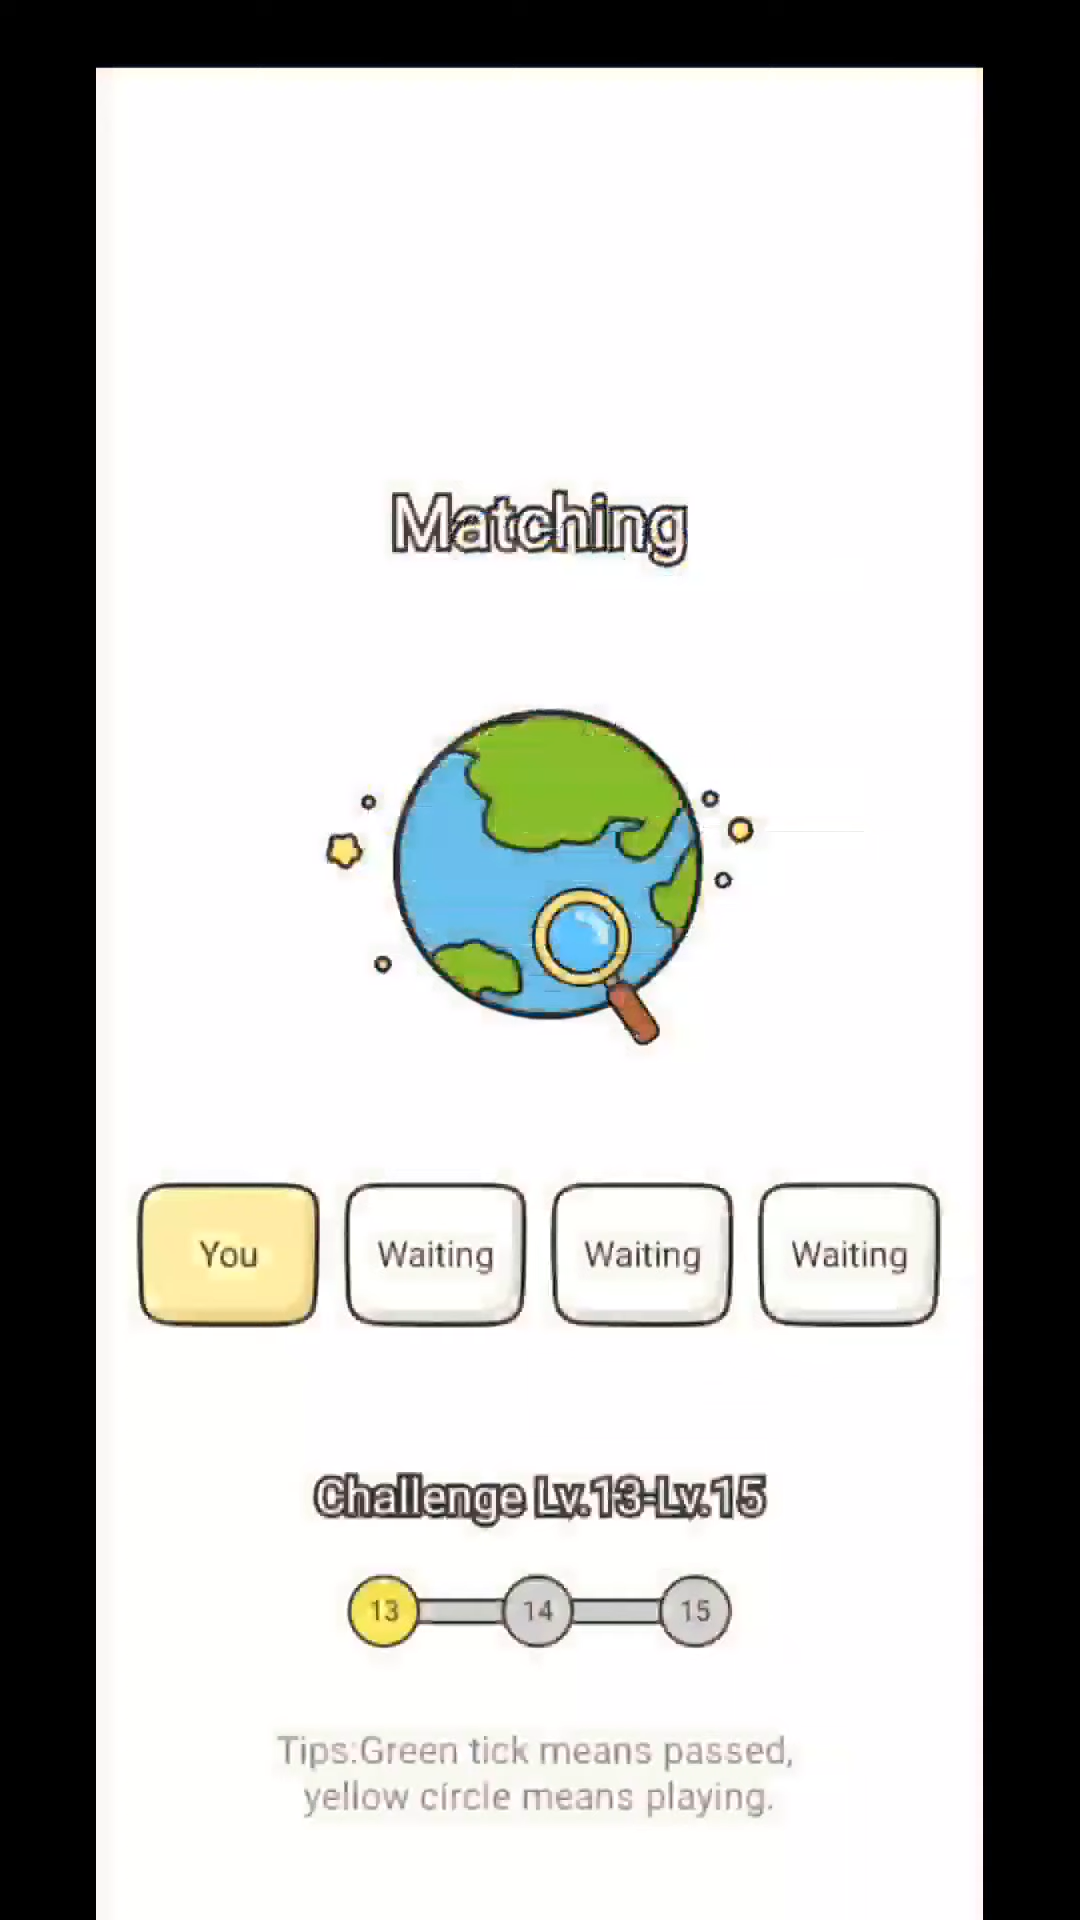 Matching
You
Waiting
Waiting
Waiting
Challenge Lv.13-Lv.15
13
14
15
Tips:Green tick means passed,
yellow circle means playing.